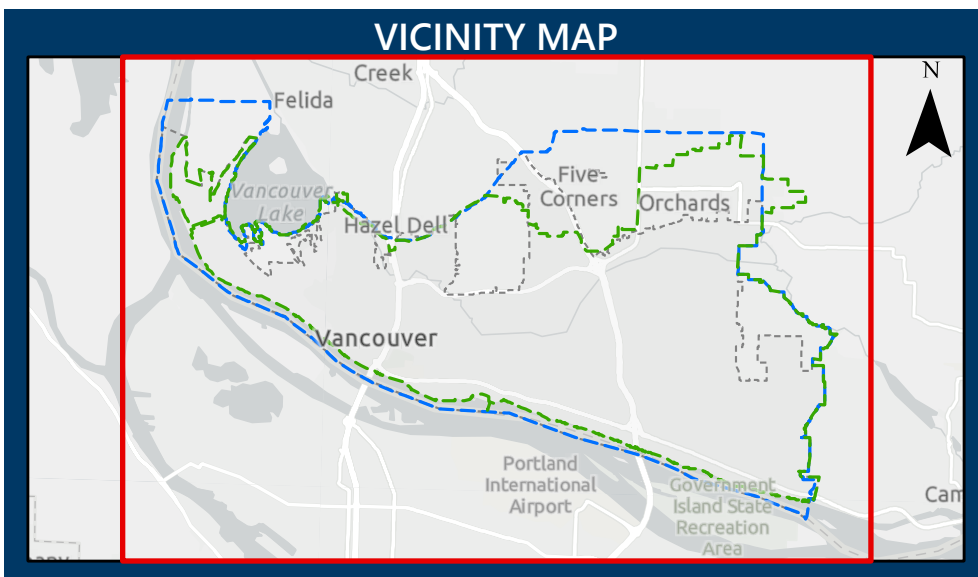 VICINITY MAP
N
Creek
Felida
Vancouver
Lake
Five
Corners
Orchards
Hazel Dell
Vancouver
Portland
International
Airport
Government
Island State
Recreation
Area
Cam